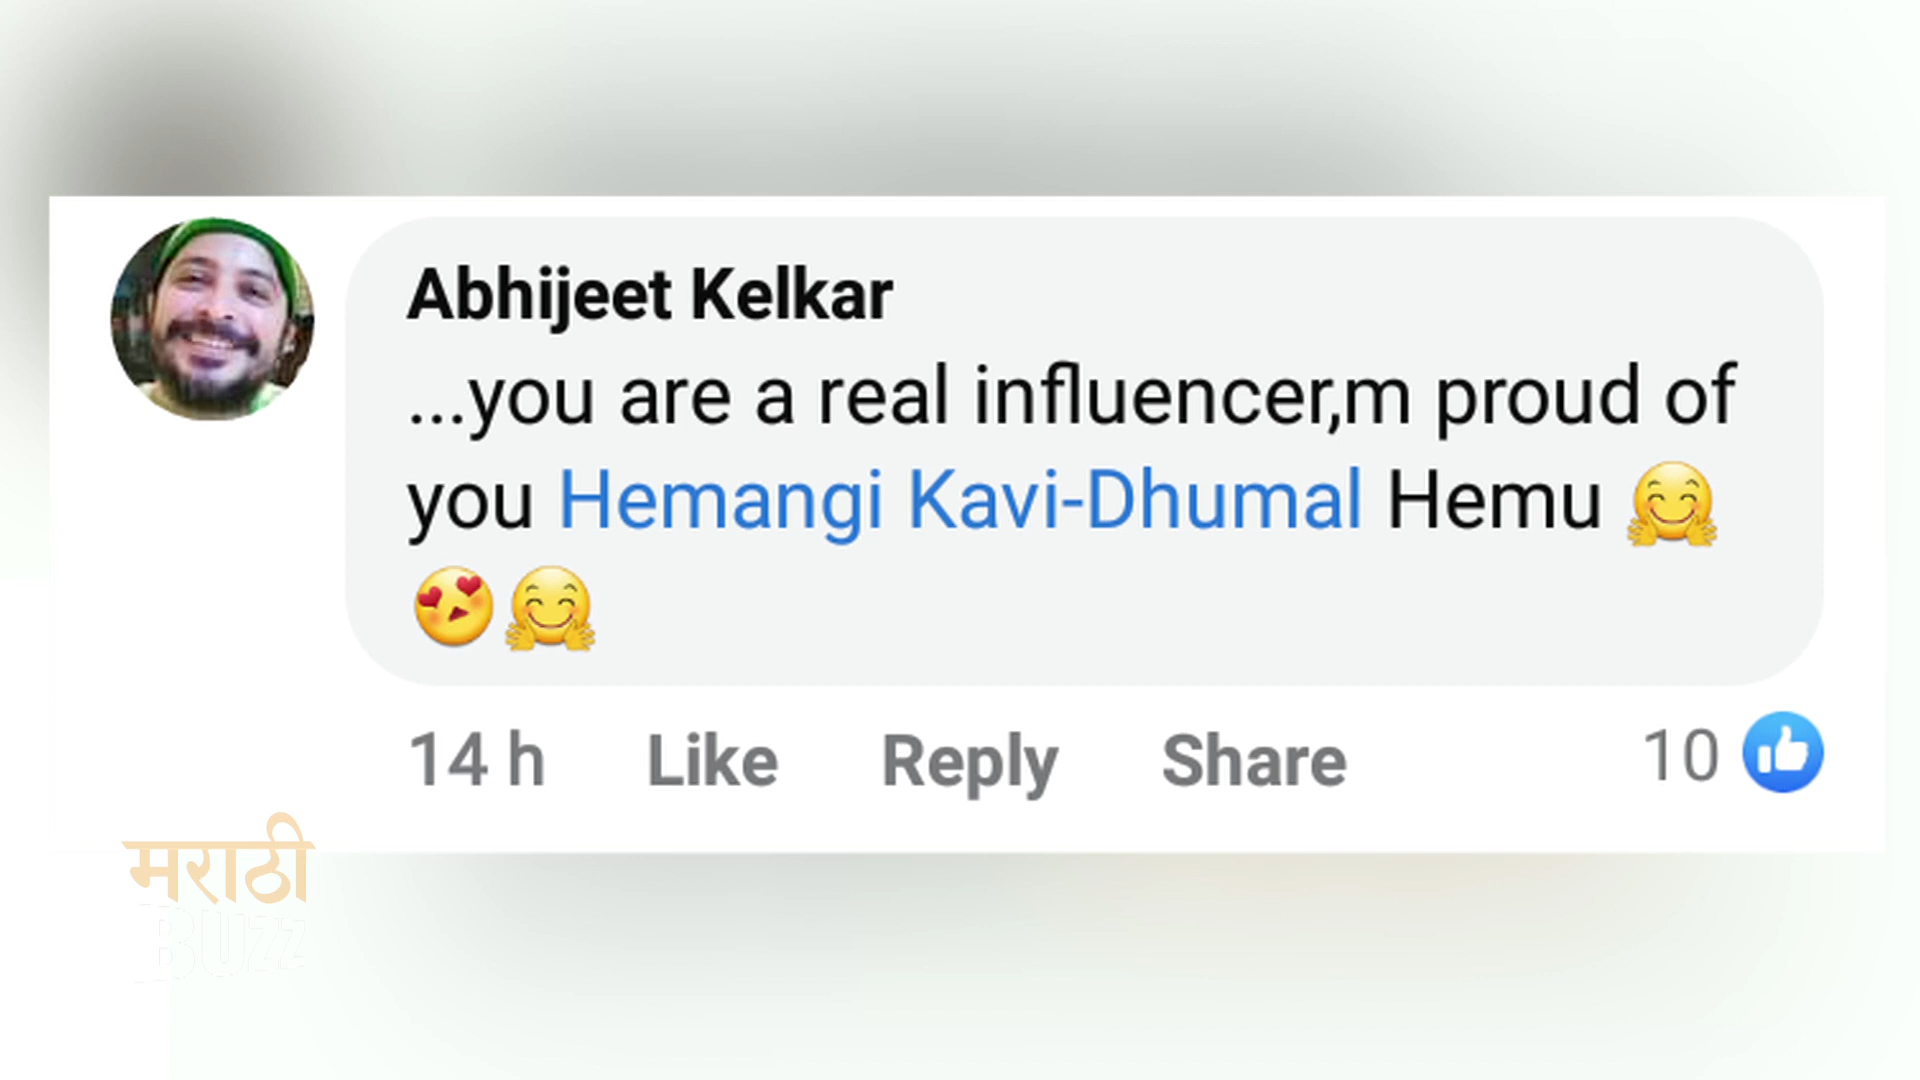 Abhijeet Kelkar
...you are a real influencer,m proud of
you Hemangi Kavi-Dhumal Hemu 🤗
😍🤗
14 h Like Reply Share 10
मराठी
BUZZ